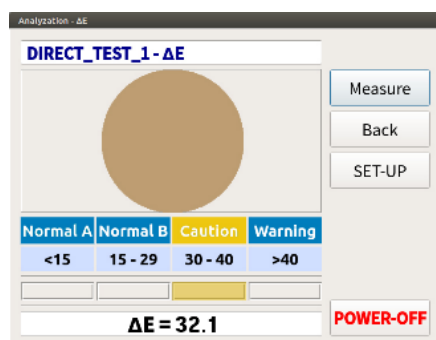 Analyzation - ΔE
DIRECT_TEST_1 - ΔE
Measure
Back
SET-UP
Normal A Normal B Caution Warning
<15 15 - 29 30 - 40 >40
ΔE = 32.1
POWER-OFF